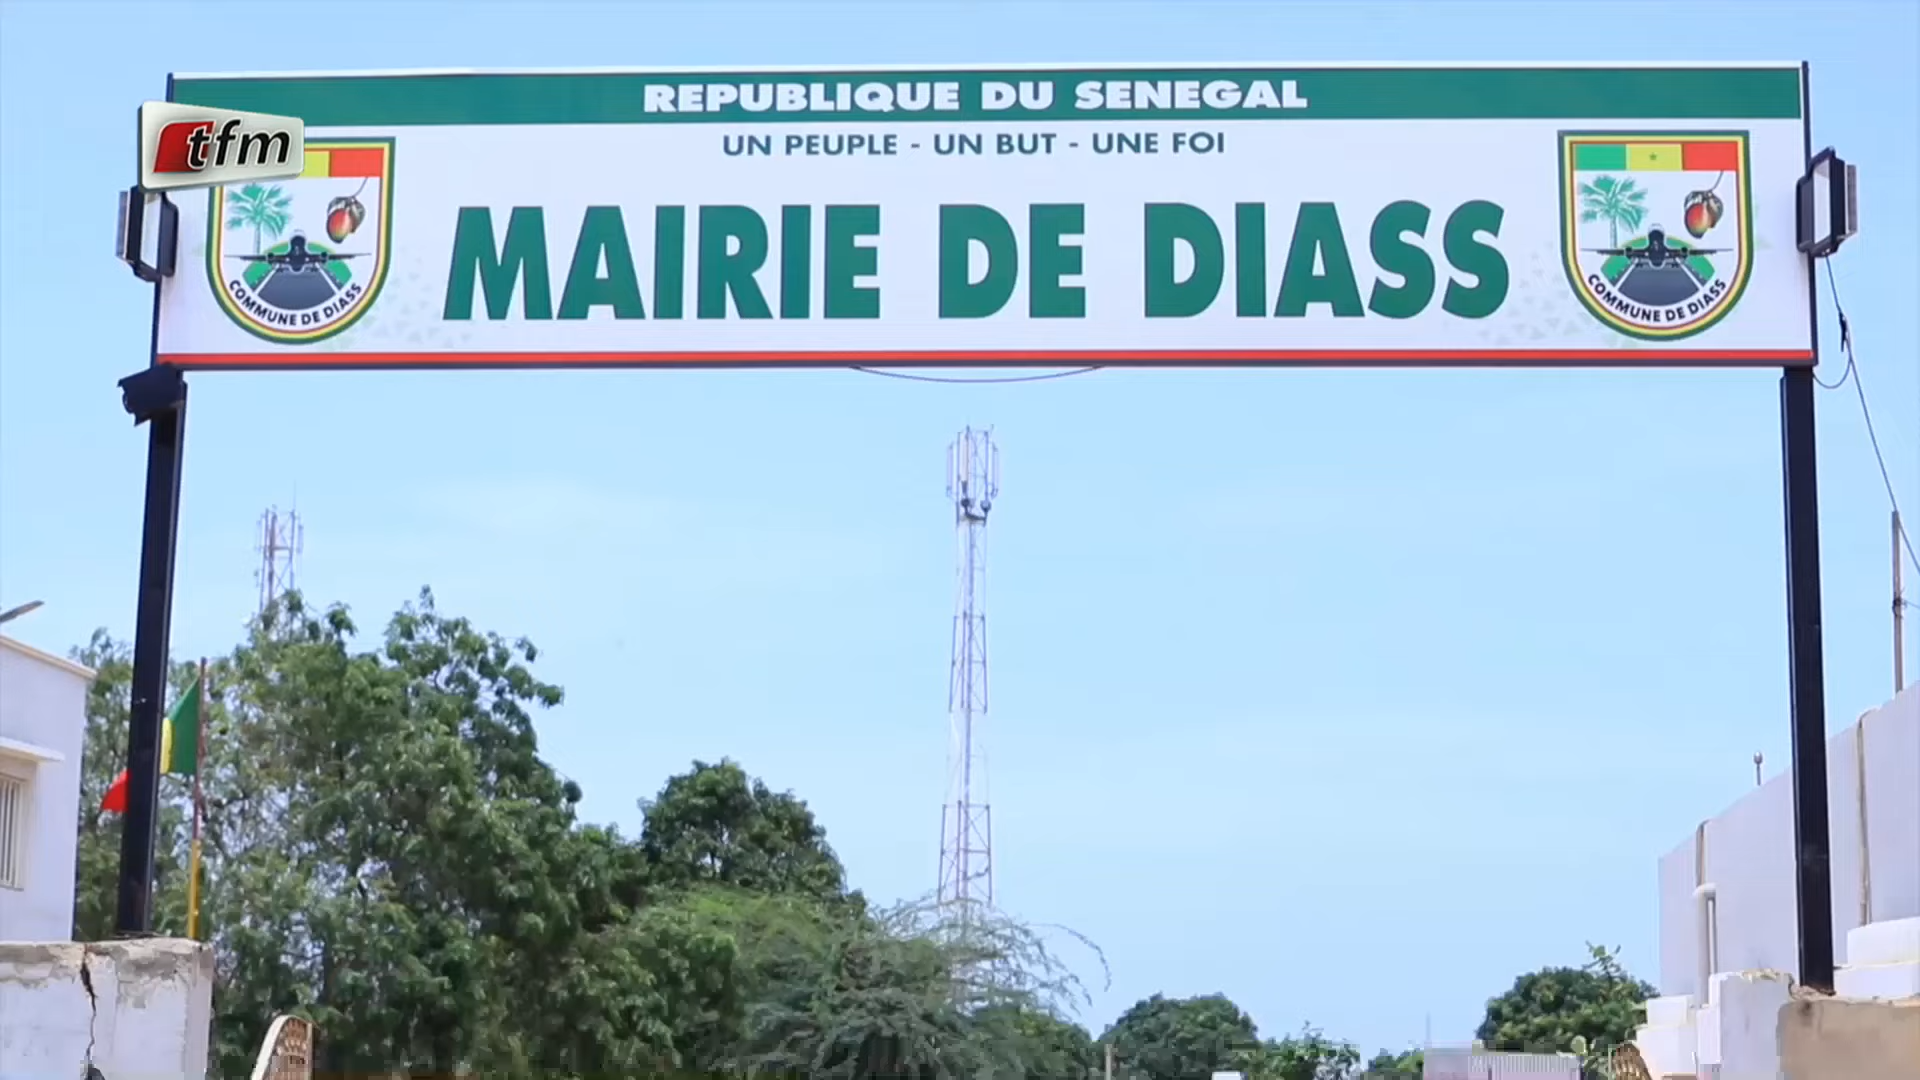 REPUBLIQUE DU SENEGAL
UN PEUPLE - UN BUT - UNE FOI
tfm
MAIRIE DE DIASS
COMMUNE DE DIASS
COMMUNE DE DIASS